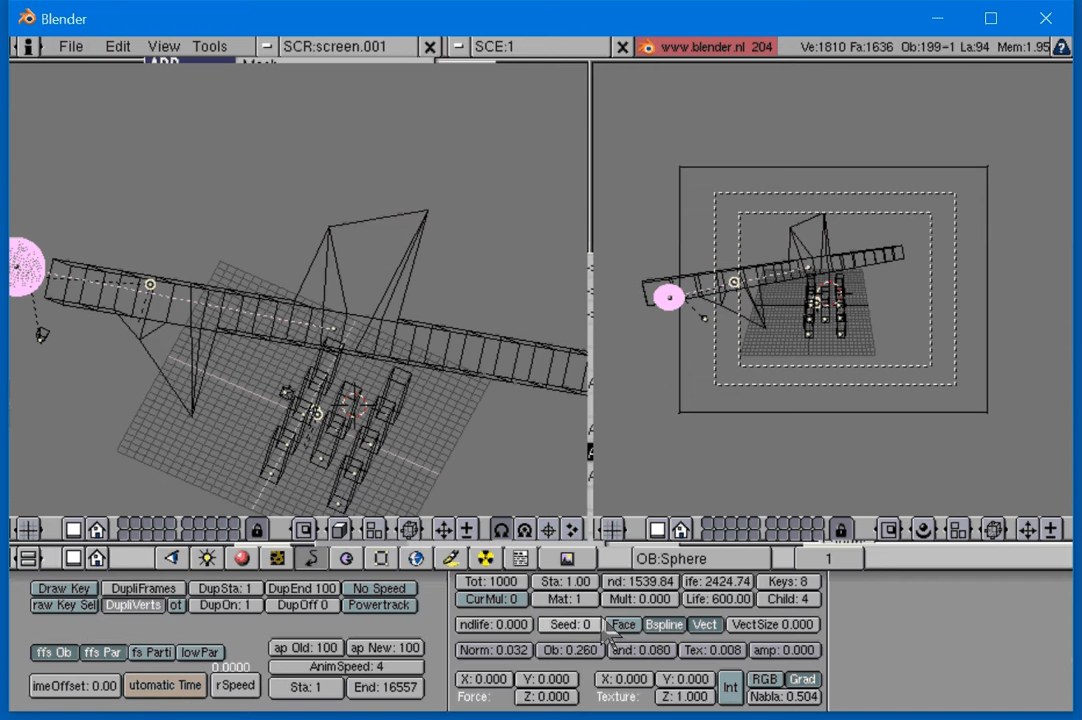 Blender
File Edit View Tools SCR:screen.001 SCE:1 www.blender.nl 204 Ve:1810 Fa:1636 Ob:199-1 La:94 Mem:1.95
OB:Sphere 1
Draw Key DupliFrames DupSta: 1 DupEnd 100 No Speed
raw Key Sel DupliVerts ot DupOn: 1 DupOff 0 Powertrack
ffs Ob ffs Par fs Parti lowPar 0.0000
ap Old: 100 ap New: 100
AnimSpeed: 4
imeOffset: 0.00 utomatic Time rSpeed Sta: 1 End: 16557
Tot: 1000 Sta: 1.00 nd: 1539.84 ife: 2424.74 Keys: 8
CurMul: 0 Mat: 1 Mult: 0.000 Life: 600.00 Child: 4
ndlife: 0.000 Seed: 0 Face Bspline Vect VectSize 0.000
Norm: 0.032 Ob: 0.260 and: 0.080 Tex: 0.008 amp: 0.000
X: 0.000 Y: 0.000 X: 0.000 Y: 0.000 Int RGB Grad
Force: Z: 0.000 Texture: Z: 1.000 Nabla: 0.504